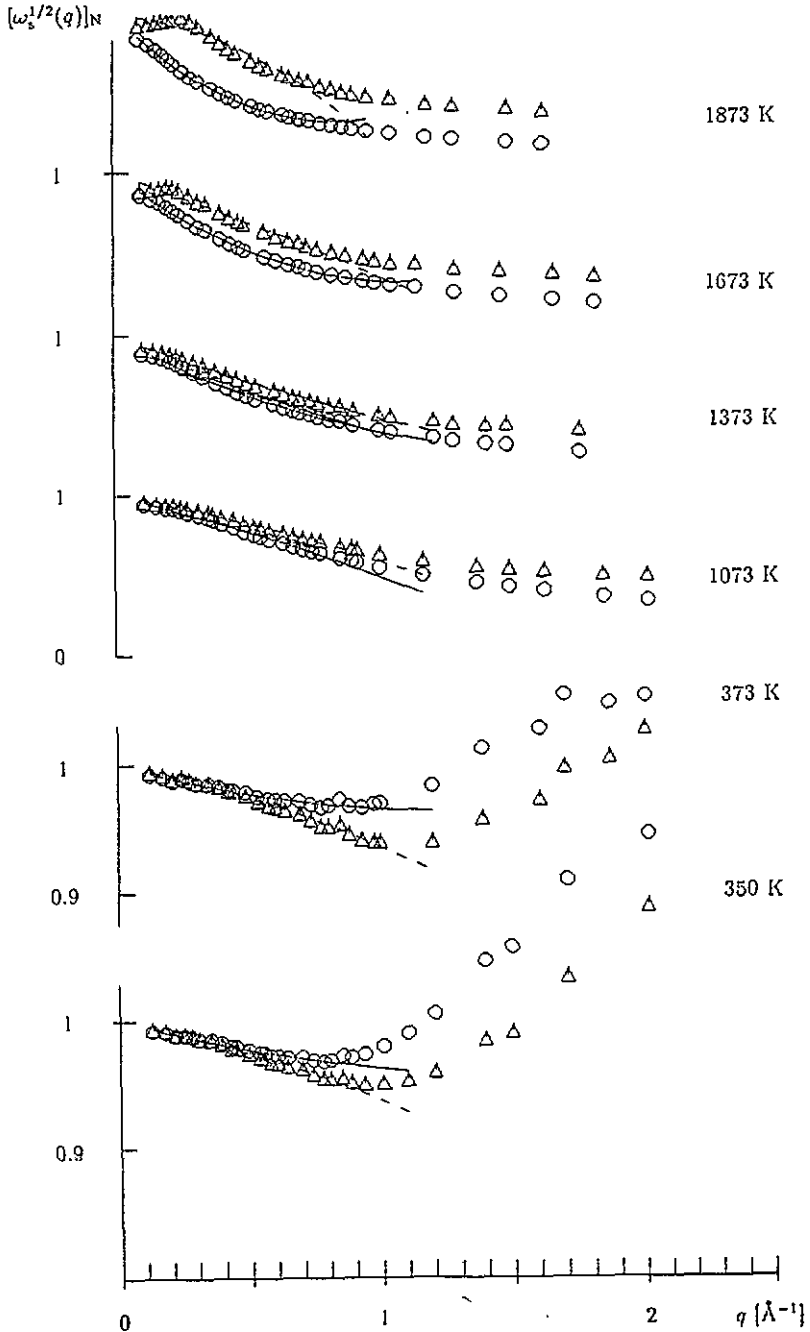 [ω_s^{1/2}(q)]_N
1873 K
1
1673 K
1
1373 K
1
1073 K
0
373 K
1
0.9
350 K
1
0.9
0 1 2 q [Å⁻¹]